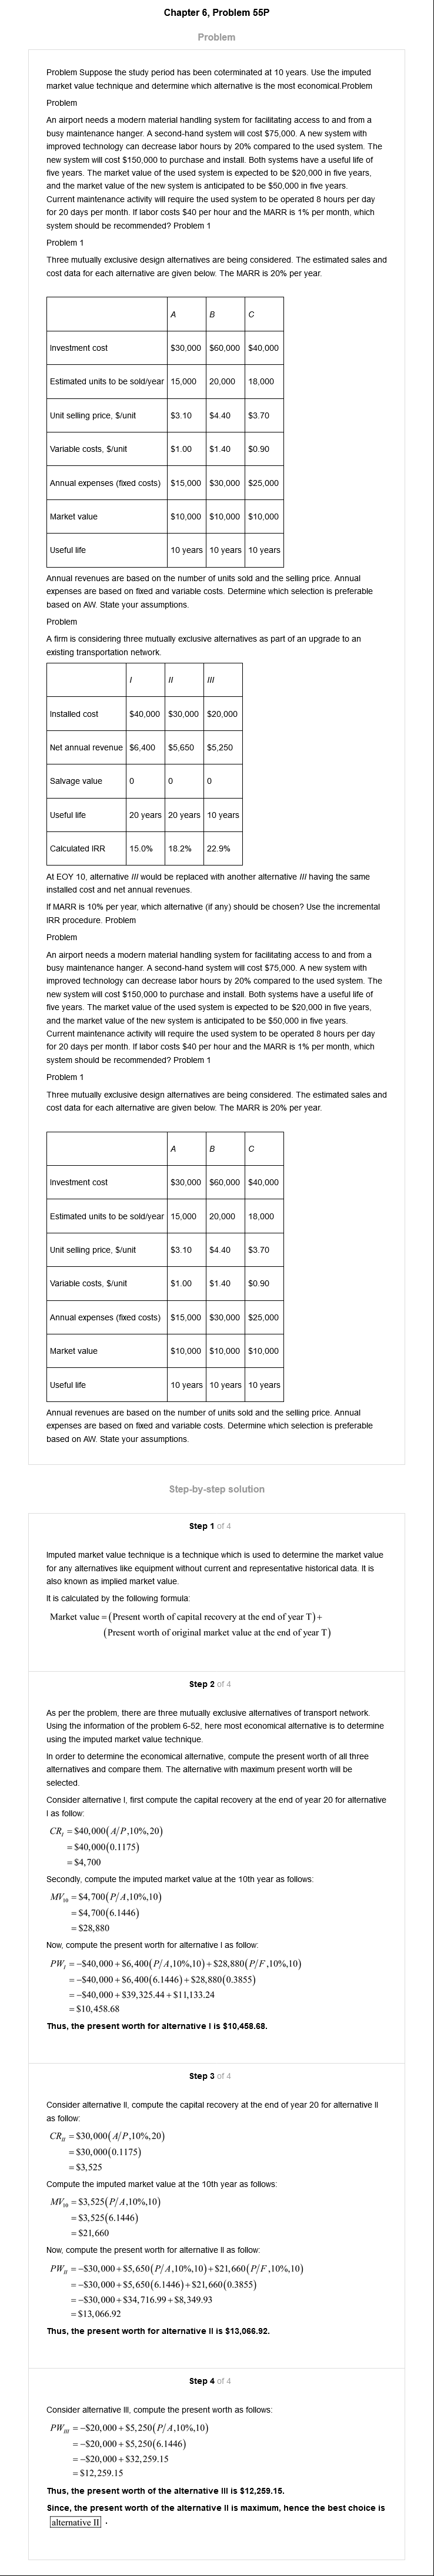 Chapter 6, Problem 55P
Problem
Problem Suppose the study period has been coterminated at 10 years. Use the imputed
market value technique and determine which alternative is the most economical.Problem
Problem
An airport needs a modern material handling system for facilitating access to and from a
busy maintenance hanger. A second-hand system will cost $75,000. A new system with
improved technology can decrease labor hours by 20% compared to the used system. The
new system will cost $150,000 to purchase and install. Both systems have a useful life of
five years. The market value of the used system is expected to be $20,000 in five years,
and the market value of the new system is anticipated to be $50,000 in five years.
Current maintenance activity will require the used system to be operated 8 hours per day
for 20 days per month. If labor costs $40 per hour and the MARR is 1% per month, which
system should be recommended? Problem 1
Problem 1
Three mutually exclusive design alternatives are being considered. The estimated sales and
cost data for each alternative are given below. The MARR is 20% per year.
A B C
Investment cost $30,000 $60,000 $40,000
Estimated units to be sold/year 15,000 20,000 18,000
Unit selling price, $/unit $3.10 $4.40 $3.70
Variable costs, $/unit $1.00 $1.40 $0.90
Annual expenses (fixed costs) $15,000 $30,000 $25,000
Market value $10,000 $10,000 $10,000
Useful life 10 years 10 years 10 years
Annual revenues are based on the number of units sold and the selling price. Annual
expenses are based on fixed and variable costs. Determine which selection is preferable
based on AW. State your assumptions.
Problem
A firm is considering three mutually exclusive alternatives as part of an upgrade to an
existing transportation network.
I II III
Installed cost $40,000 $30,000 $20,000
Net annual revenue $6,400 $5,650 $5,250
Salvage value 0 0 0
Useful life 20 years 20 years 10 years
Calculated IRR 15.0% 18.2% 22.9%
At EOY 10, alternative III would be replaced with another alternative III having the same
installed cost and net annual revenues.
If MARR is 10% per year, which alternative (if any) should be chosen? Use the incremental
IRR procedure. Problem
Problem
An airport needs a modern material handling system for facilitating access to and from a
busy maintenance hanger. A second-hand system will cost $75,000. A new system with
improved technology can decrease labor hours by 20% compared to the used system. The
new system will cost $150,000 to purchase and install. Both systems have a useful life of
five years. The market value of the used system is expected to be $20,000 in five years,
and the market value of the new system is anticipated to be $50,000 in five years.
Current maintenance activity will require the used system to be operated 8 hours per day
for 20 days per month. If labor costs $40 per hour and the MARR is 1% per month, which
system should be recommended? Problem 1
Problem 1
Three mutually exclusive design alternatives are being considered. The estimated sales and
cost data for each alternative are given below. The MARR is 20% per year.
A B C
Investment cost $30,000 $60,000 $40,000
Estimated units to be sold/year 15,000 20,000 18,000
Unit selling price, $/unit $3.10 $4.40 $3.70
Variable costs, $/unit $1.00 $1.40 $0.90
Annual expenses (fixed costs) $15,000 $30,000 $25,000
Market value $10,000 $10,000 $10,000
Useful life 10 years 10 years 10 years
Annual revenues are based on the number of units sold and the selling price. Annual
expenses are based on fixed and variable costs. Determine which selection is preferable
based on AW. State your assumptions.
Step-by-step solution
Step 1 of 4
Imputed market value technique is a technique which is used to determine the market value
for any alternatives like equipment without current and representative historical data. It is
also known as implied market value.
It is calculated by the following formula:
Market value = (Present worth of capital recovery at the end of year T) +
(Present worth of original market value at the end of year T)
Step 2 of 4
As per the problem, there are three mutually exclusive alternatives of transport network.
Using the information of the problem 6-52, here most economical alternative is to determine
using the imputed market value technique.
In order to determine the economical alternative, compute the present worth of all three
alternatives and compare them. The alternative with maximum present worth will be
selected.
Consider alternative I, first compute the capital recovery at the end of year 20 for alternative
I as follow:
CR_I = $40,000(A/P,10%,20)
= $40,000(0.1175)
= $4,700
Secondly, compute the imputed market value at the 10th year as follows:
MV_10 = $4,700(P/A,10%,10)
= $4,700(6.1446)
= $28,880
Now, compute the present worth for alternative I as follow:
PW_I = −$40,000 + $6,400(P/A,10%,10) + $28,880(P/F,10%,10)
= −$40,000 + $6,400(6.1446) + $28,880(0.3855)
= −$40,000 + $39,325.44 + $11,133.24
= $10,458.68
Thus, the present worth for alternative I is $10,458.68.
Step 3 of 4
Consider alternative II, compute the capital recovery at the end of year 20 for alternative II
as follow:
CR_II = $30,000(A/P,10%,20)
= $30,000(0.1175)
= $3,525
Compute the imputed market value at the 10th year as follows:
MV_10 = $3,525(P/A,10%,10)
= $3,525(6.1446)
= $21,660
Now, compute the present worth for alternative II as follow:
PW_II = −$30,000 + $5,650(P/A,10%,10) + $21,660(P/F,10%,10)
= −$30,000 + $5,650(6.1446) + $21,660(0.3855)
= −$30,000 + $34,716.99 + $8,349.93
= $13,066.92
Thus, the present worth for alternative II is $13,066.92.
Step 4 of 4
Consider alternative III, compute the present worth as follows:
PW_III = −$20,000 + $5,250(P/A,10%,10)
= −$20,000 + $5,250(6.1446)
= −$20,000 + $32,259.15
= $12,259.15
Thus, the present worth of the alternative III is $12,259.15.
Since, the present worth of the alternative II is maximum, hence the best choice is
alternative II.